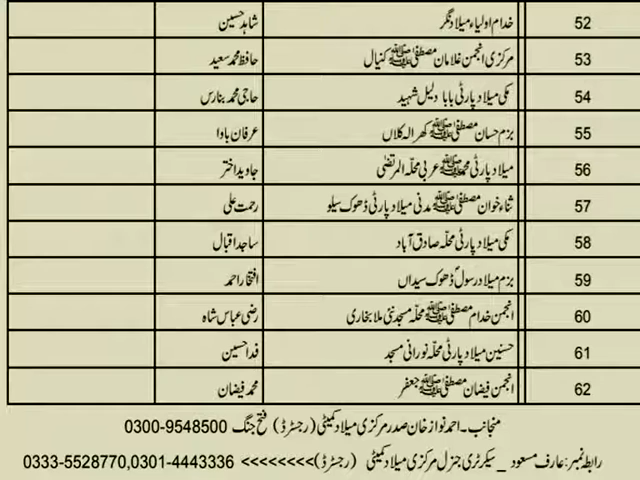 52 خدام اولیاء میلاد نگر شاہد حسین
53 مرکزی انجمن غلامان مصطفیٰ ﷺ کنیال حافظ محمد سعید
54 مکی میلاد پارٹی بابا دلیل شہید حاجی محمد بنارس
55 بزم حسان مصطفیٰ ﷺ کھرالہ کلاں عرفان باوا
56 میلاد پارٹی محمد ﷺ عربی محلہ المرتضیٰ جاوید اختر
57 ثناء خوان مصطفیٰ ﷺ مدنی میلاد پارٹی ڈھوک سیلو رحمت علی
58 مکی میلاد پارٹی محلہ صادق آباد ساجد اقبال
59 بزم میلاد رسولؐ ڈھوک سیداں افتخار احمد
60 انجمن خدام مصطفیٰ ﷺ محلہ مسجد نئی ملا بخاری رضی عباس شاہ
61 حسنین میلاد پارٹی محلہ نورانی مسجد فدا حسین
62 انجمن فیضان مصطفیٰ ﷺ جعفر محمد فیضان
منجانب۔ احمد نواز خان صدر مرکزی میلاد کمیٹی (رجسٹرڈ) فتح جنگ 0300-9548500
رابطہ نمبر: عارف مسعود _ سیکرٹری جنرل مرکزی میلاد کمیٹی (رجسٹرڈ) >>>>>>>> 0333-5528770,0301-4443336